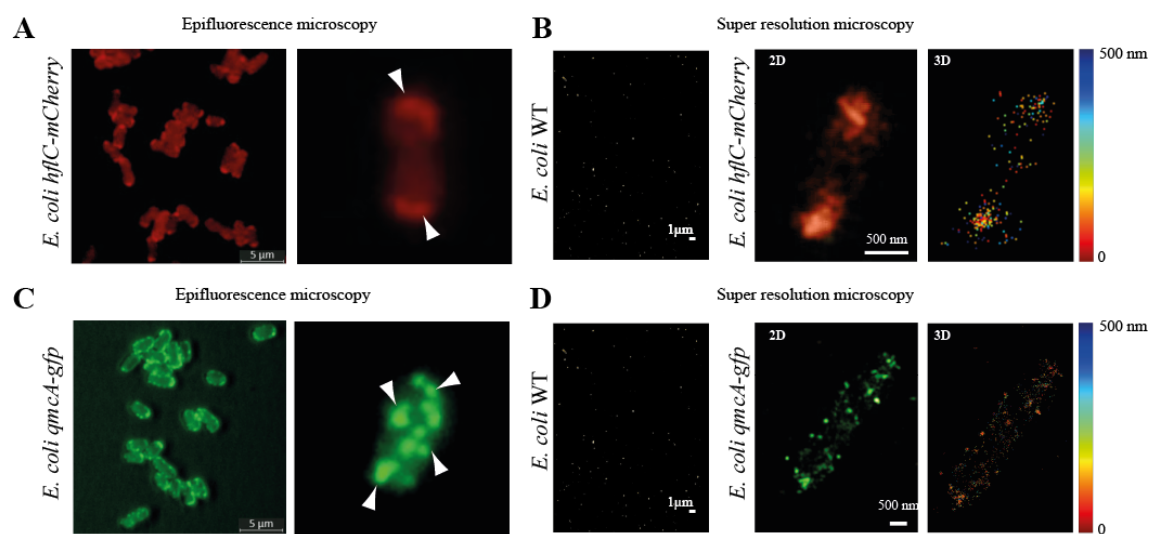 A
Epifluorescence microscopy
E. coli hflC-mCherry
5 µm
B
Super resolution microscopy
E. coli WT
1µm
E. coli hflC-mCherry
2D
500 nm
3D
500 nm
0
C
Epifluorescence microscopy
E. coli qmcA-gfp
5 µm
D
Super resolution microscopy
E. coli WT
1µm
E. coli qmcA-gfp
2D
500 nm
3D
500 nm
0